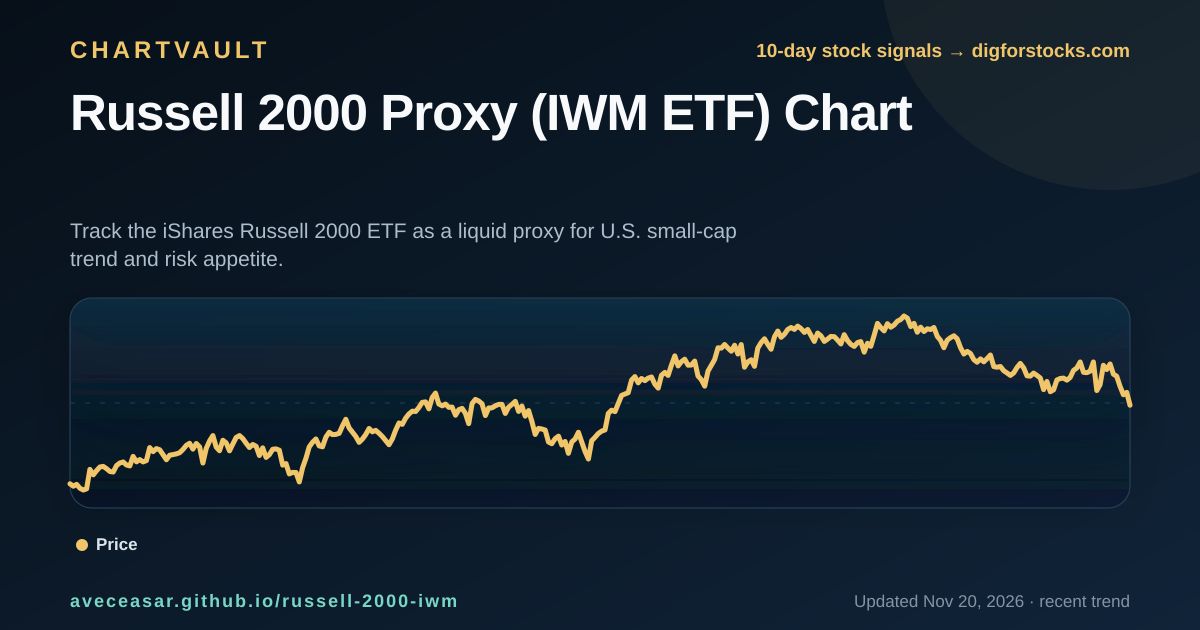 CHARTVAULT
10-day stock signals → digforstocks.com
Russell 2000 Proxy (IWM ETF) Chart
Track the iShares Russell 2000 ETF as a liquid proxy for U.S. small-cap
trend and risk appetite.
Price
aveceasar.github.io/russell-2000-iwm
Updated Nov 20, 2026 · recent trend